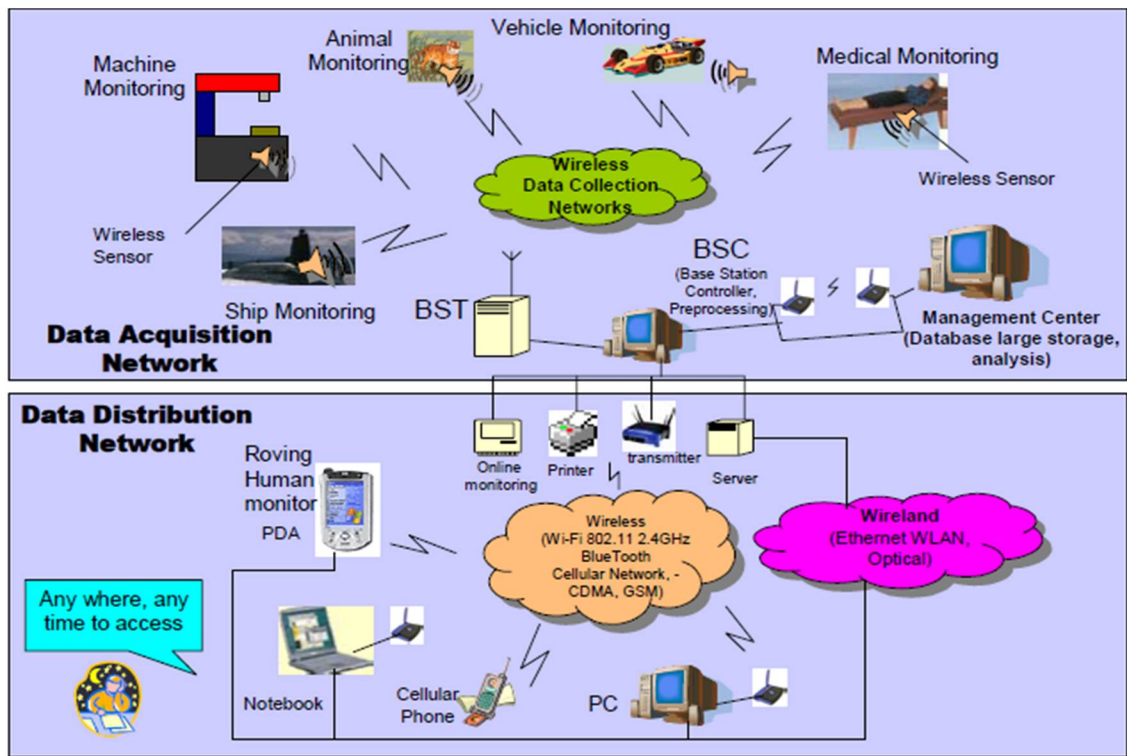 Animal
Monitoring
Vehicle Monitoring
Machine
Monitoring
Medical Monitoring
Wireless
Data Collection
Networks
Wireless Sensor
Wireless
Sensor
Ship Monitoring
BST
BSC
(Base Station
Controller,
Preprocessing)
Management Center
(Database large storage,
analysis)
Data Acquisition
Network
Data Distribution
Network
Online
monitoring
Printer
transmitter
Server
Roving
Human
monitor
PDA
Wireless
(Wi-Fi 802.11 2.4GHz
BlueTooth
Cellular Network, -
CDMA, GSM)
Wireland
(Ethernet WLAN,
Optical)
Any where, any
time to access
Notebook
Cellular
Phone
PC